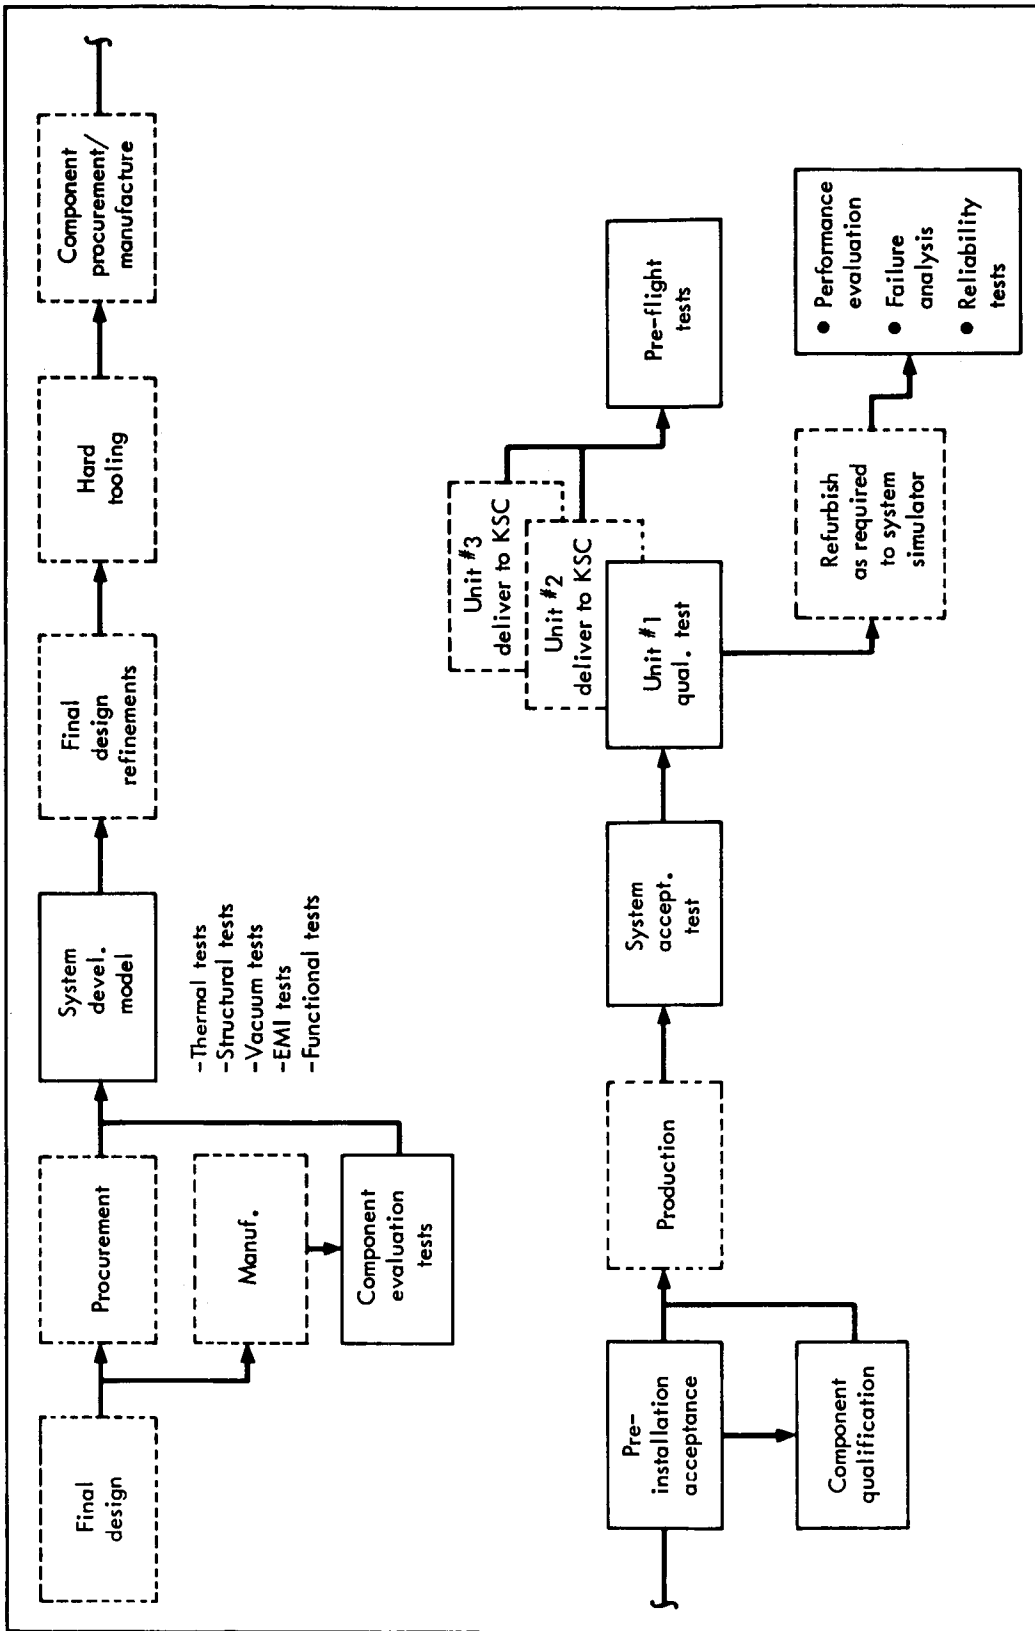 Final
design
Procurement
Manuf.
Component
evaluation
tests
System
devel.
model
-Thermal tests
-Structural tests
-Vacuum tests
-EMI tests
-Functional tests
Final
design
refinements
Hard
tooling
Component
procurement/
manufacture
Pre-
installation
acceptance
Component
qualification
Production
System
accept.
test
Unit #3
deliver to KSC
Unit #2
deliver to KSC
Unit #1
qual. test
Pre-flight
tests
Refurbish
as required
to system
simulator
● Performance
evaluation
● Failure
analysis
● Reliability
tests